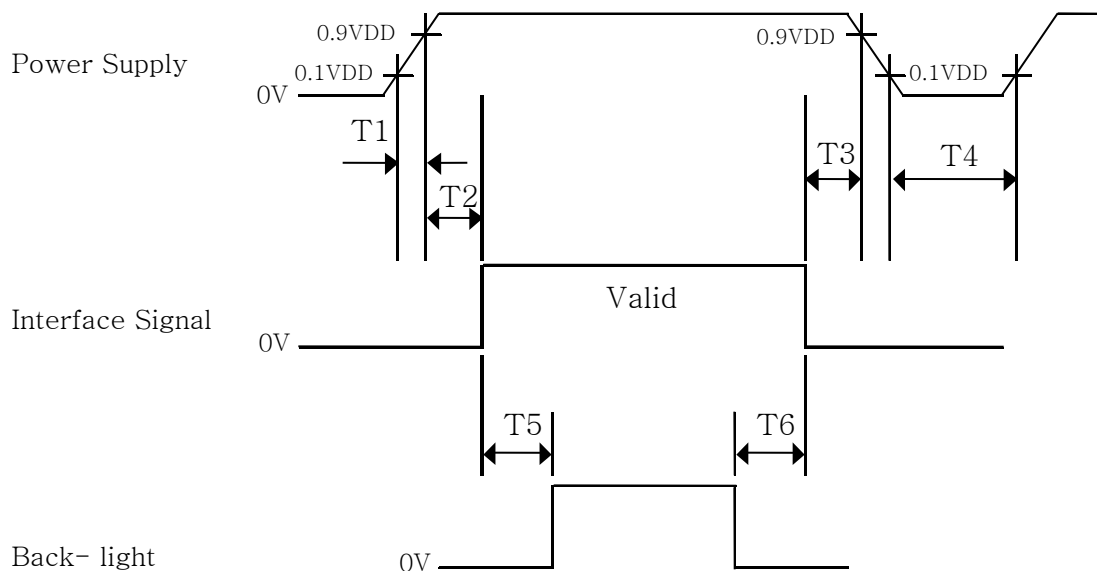 0.9VDD
0.9VDD
Power Supply
0.1VDD
0.1VDD
0V
T1
T3
T4
T2
Valid
Interface Signal
0V
T5
T6
Back- light
0V